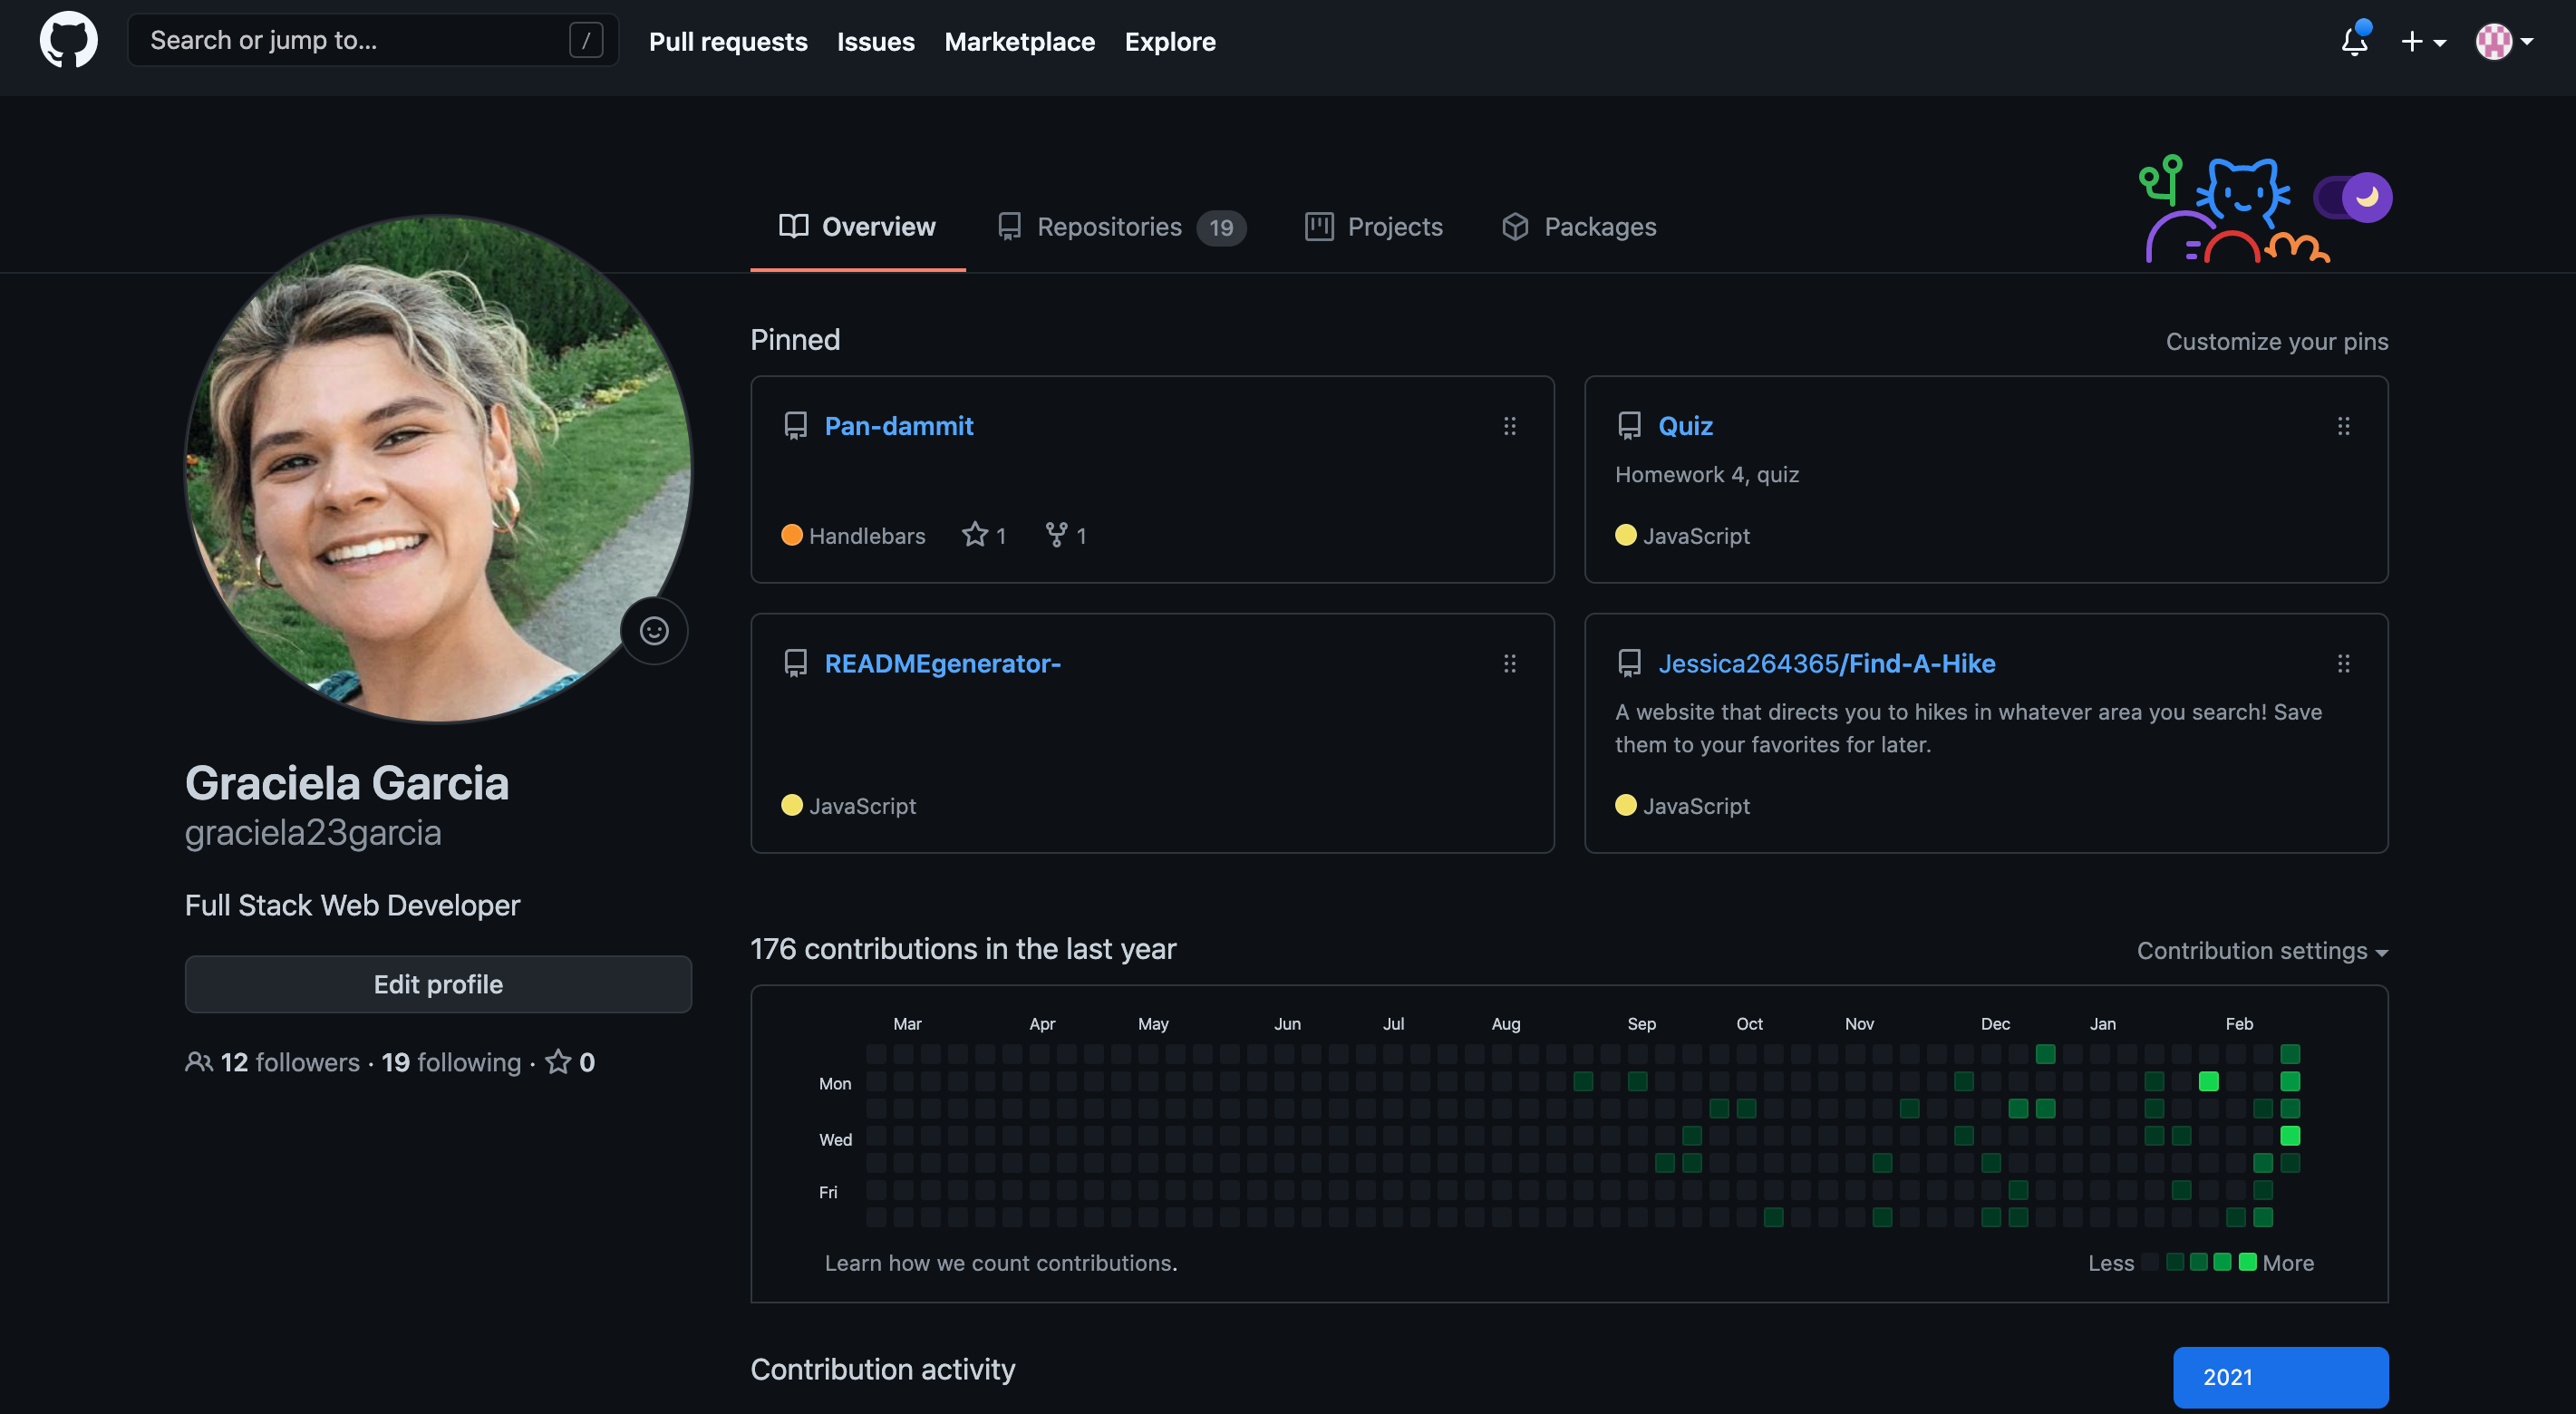 Search or jump to... /
Pull requests Issues Marketplace Explore
Overview Repositories 19 Projects Packages
Graciela Garcia
graciela23garcia
Full Stack Web Developer
Edit profile
12 followers · 19 following · 0
Pinned Customize your pins
Pan-dammit
Handlebars 1 1
Quiz
Homework 4, quiz
JavaScript
READMEgenerator-
JavaScript
Jessica264365/Find-A-Hike
A website that directs you to hikes in whatever area you search! Save
them to your favorites for later.
JavaScript
176 contributions in the last year Contribution settings
Mar Apr May Jun Jul Aug Sep Oct Nov Dec Jan Feb
Mon
Wed
Fri
Learn how we count contributions. Less More
Contribution activity 2021